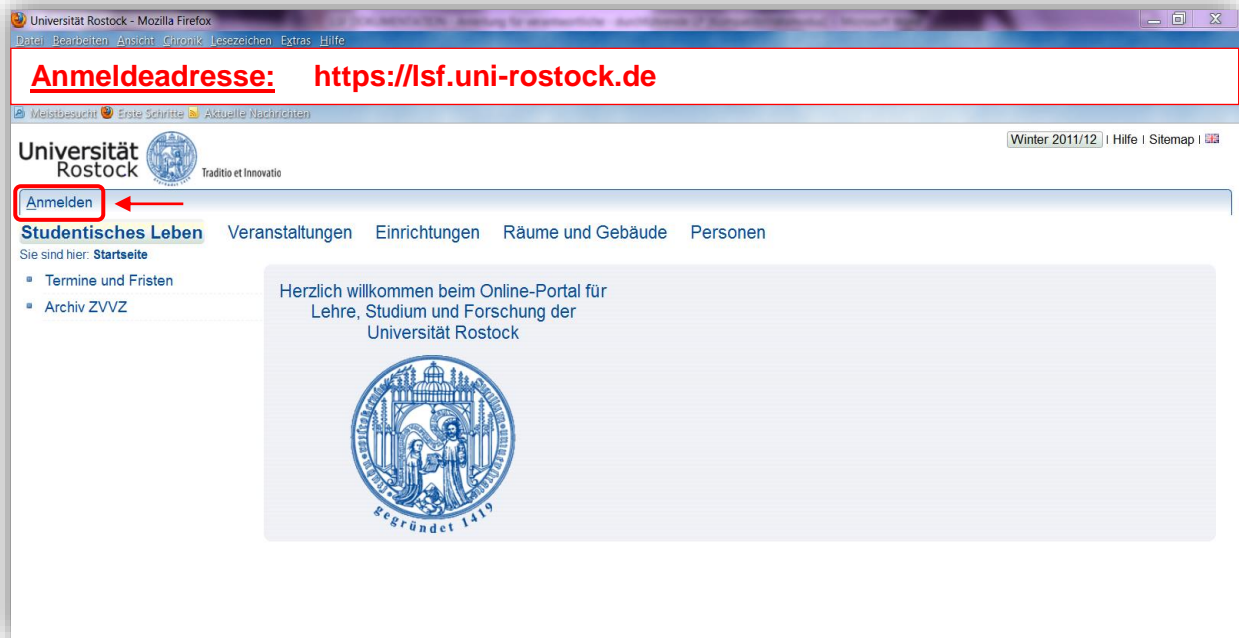 Universität Rostock - Mozilla Firefox
Datei Bearbeiten Ansicht Chronik Lesezeichen Extras Hilfe
Anmeldeadresse: https://lsf.uni-rostock.de
Meistbesucht Erste Schritte Aktuelle Nachrichten
Universität
Rostock
Traditio et Innovatio
Winter 2011/12 | Hilfe | Sitemap |
Anmelden
Studentisches Leben Veranstaltungen Einrichtungen Räume und Gebäude Personen
Sie sind hier: Startseite
Termine und Fristen
Archiv ZVVZ
Herzlich willkommen beim Online-Portal für
Lehre, Studium und Forschung der
Universität Rostock
gegründet 1419